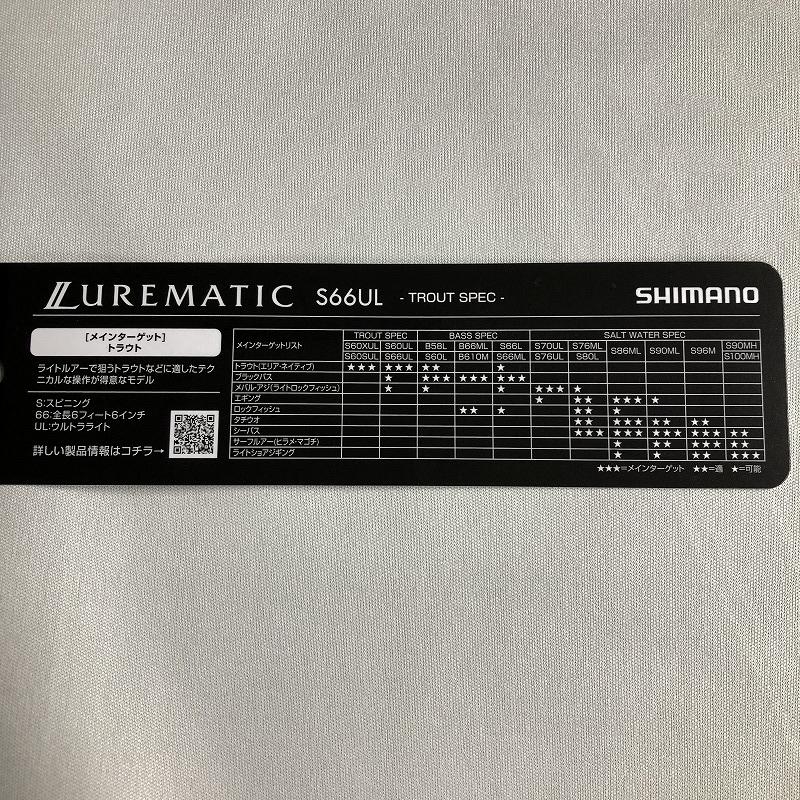 LUREMATIC S66UL - TROUT SPEC - SHIMANO
[メインターゲット]
トラウト
ライトルアーで狙うトラウトなどに適したテク
ニカルな操作が得意なモデル
S:スピニング
66:全長6フィート6インチ
UL:ウルトラライト
詳しい製品情報はコチラ→
メインターゲットリスト TROUT SPEC BASS SPEC SALT WATER SPEC
S60XUL S60UL B58L B66ML S66L S70UL S76ML S86ML S90ML S96M S90MH
S60SUL S66UL S60L B610M S66ML S76UL S80L S100MH
トラウト(エリア・ネイティブ) ★★★ ★★★ ★★ ★
ブラックバス ★ ★★★ ★★★ ★★★
メバル・アジ(ライトロックフィッシュ) ★ ★ ★ ★★★ ★
エギング ★ ★★ ★★★ ★
ロックフィッシュ ★★ ★ ★★ ★
タチウオ ★★ ★★★ ★★ ★★
シーバス ★★★ ★★★ ★★★ ★★★ ★★
サーフルアー(ヒラメ・マゴチ) ★ ★★ ★★★ ★★★
ライトショアジギング ★ ★★ ★★ ★★★
★★★=メインターゲット ★★=適 ★=可能